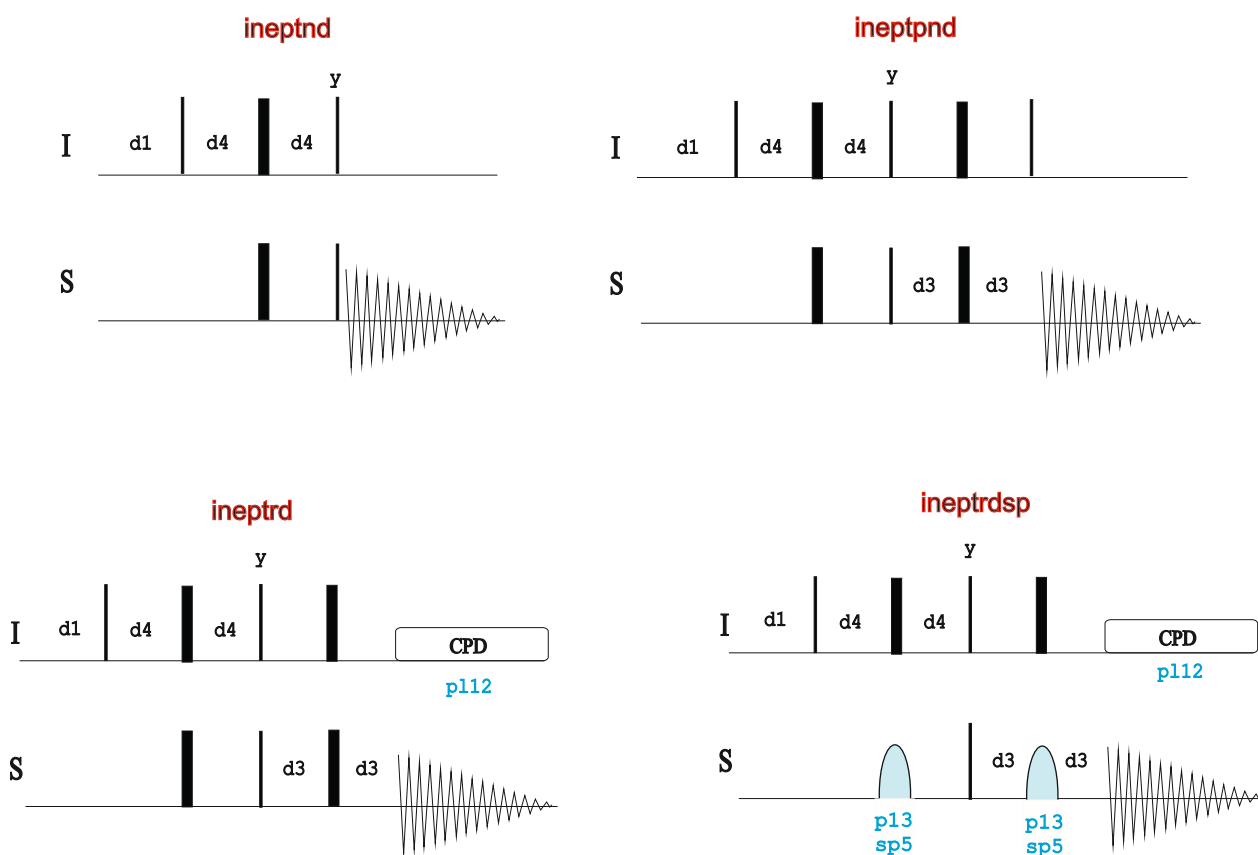 ineptnd
y
I
d1 d4 d4
S
ineptpnd
y
I
d1 d4 d4
S
d3 d3
ineptrd
y
I
d1 d4 d4
CPD
pl12
S
d3 d3
ineptrdsp
y
I
d1 d4 d4
CPD
pl12
S
d3 d3
p13 p13
sp5 sp5